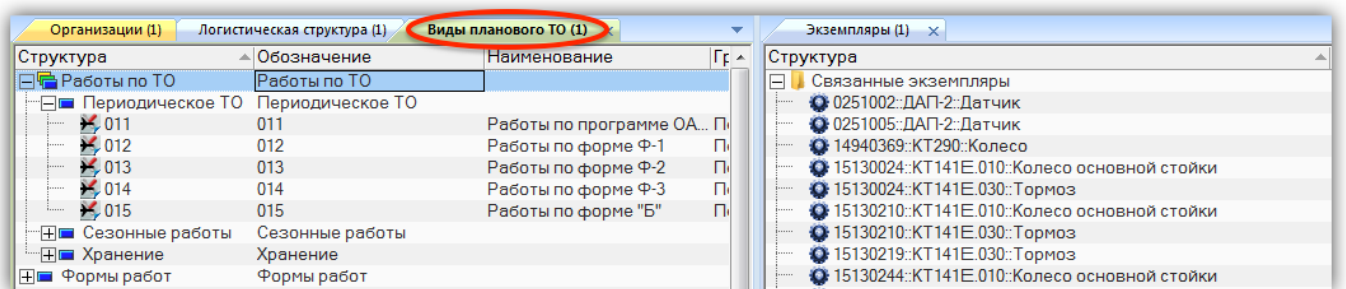 Организации (1) Логистическая структура (1) Виды планового ТО (1)
Структура Обозначение Наименование Гр
Работы по ТО Работы по ТО
Периодическое ТО Периодическое ТО
011 011 Работы по программе ОА... По
012 012 Работы по форме Ф-1 По
013 013 Работы по форме Ф-2 По
014 014 Работы по форме Ф-3 По
015 015 Работы по форме "Б" По
Сезонные работы Сезонные работы
Хранение Хранение
Формы работ Формы работ
Экземпляры (1)
Структура
Связанные экземпляры
0251002::ДАП-2::Датчик
0251005::ДАП-2::Датчик
14940369::КТ290::Колесо
15130024::КТ141Е.010::Колесо основной стойки
15130024::КТ141Е.030::Тормоз
15130210::КТ141Е.010::Колесо основной стойки
15130210::КТ141Е.030::Тормоз
15130219::КТ141Е.030::Тормоз
15130244::КТ141Е.010::Колесо основной стойки